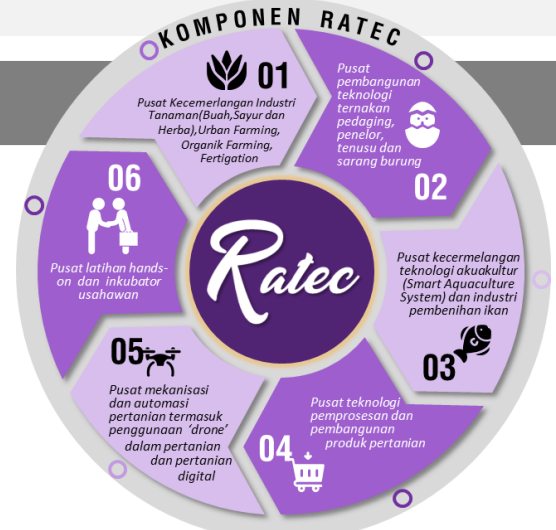 KOMPONEN RATEC
01
Pusat Kecemerlangan Industri
Tanaman(Buah,Sayur dan
Herba),Urban Farming,
Organik Farming,
Fertigation
Pusat
pembangunan
teknologi
ternakan
pedaging,
penelor,
tenusu dan
sarang burung
02
Pusat kecermelangan
teknologi akuakultur
(Smart Aquaculture
System) dan industri
pembenihan ikan
03
Pusat teknologi
pemprosesan dan
pembangunan
produk pertanian
04
05
Pusat mekanisasi
dan automasi
pertanian termasuk
penggunaan ‘drone’
dalam pertanian
dan pertanian
digital
06
Pusat latihan hands-
on dan inkubator
usahawan
Ratec